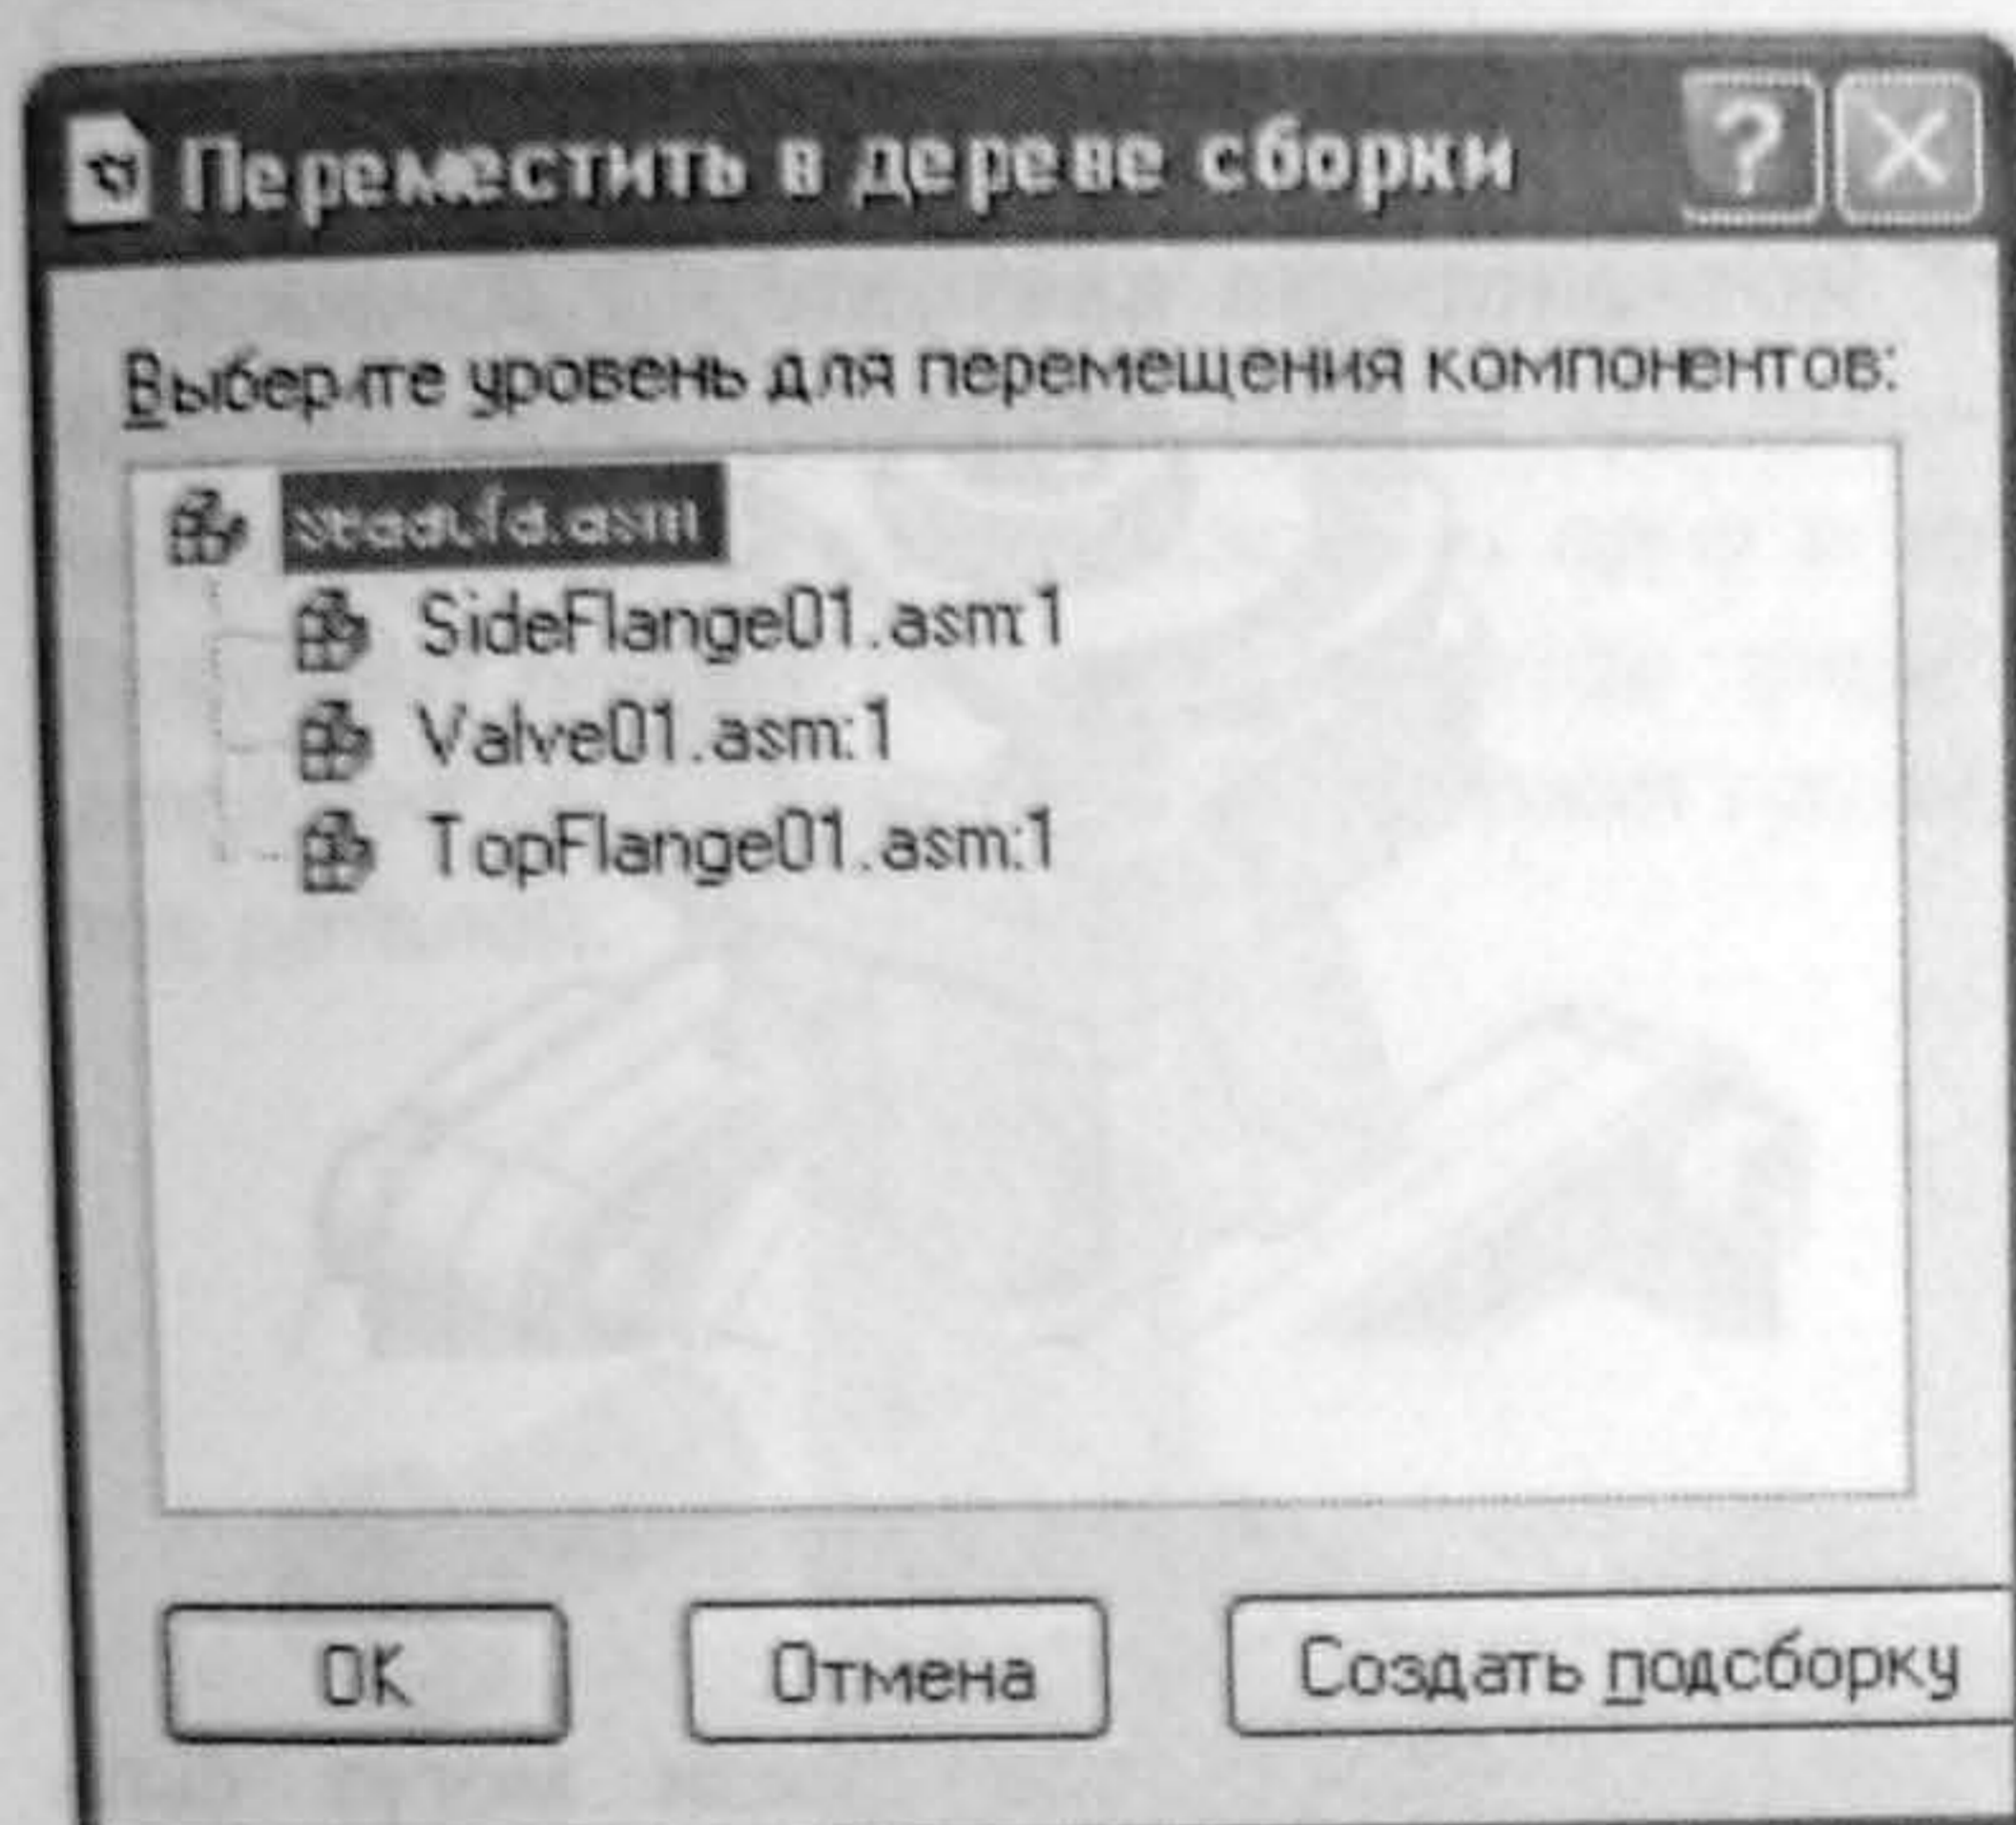 Переместить в дереве сборки
Выберите уровень для перемещения компонентов:
SideFlange01.asm:1
Valve01.asm:1
TopFlange01.asm:1
OK
Отмена
Создать подсборку